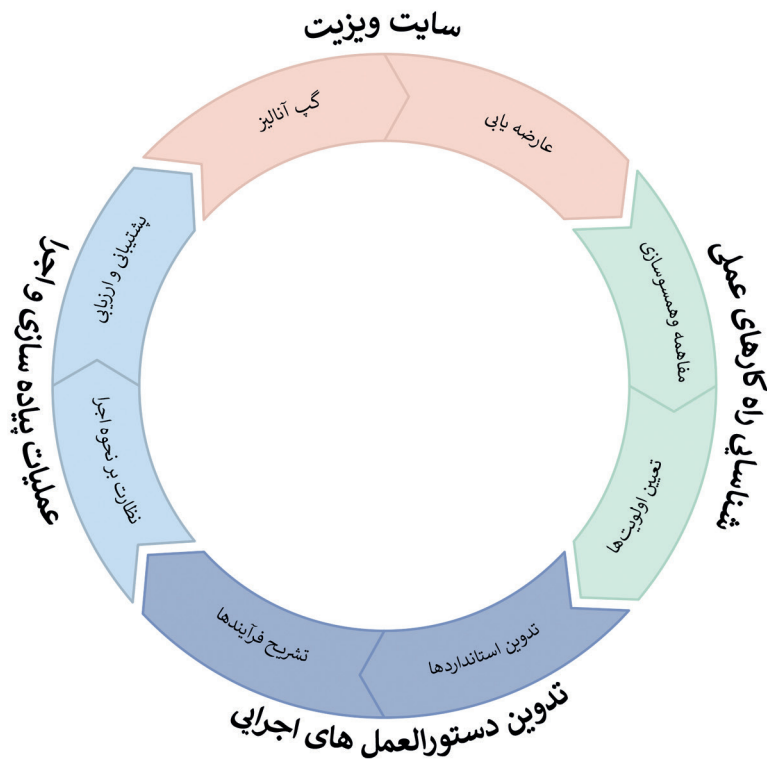 سایت ویزیت
گپ آنالیز
عارضه یابی
شناسایی راه کارهای عملی
مفاهمه وهمسوسازی
تعیین اولویت‌ها
تدوین دستورالعمل های اجرایی
تدوین استانداردها
تشریح فرآیندها
عملیات پیاده سازی و اجرا
نظارت بر نحوه اجرا
پشتیبانی و ارزیابی